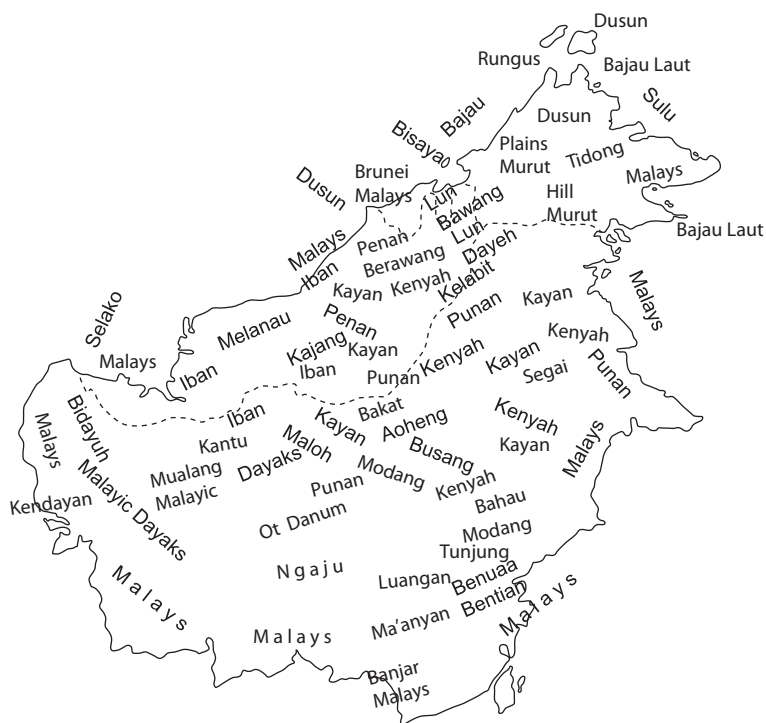 Dusun
Rungus
Bajau Laut
Bajau
Sulu
Dusun
Bisaya
Plains
Murut
Tidong
Brunei
Malays
Malays
Dusun
Lun
Bawang
Hill
Murut
Bajau Laut
Malays
Penan
Lun
Dayeh
Iban
Berawang
Kelabit
Kayan
Kenyah
Malays
Selako
Melanau
Penan
Punan
Kayan
Kajang
Kayan
Kenyah
Kenyah
Malays
Iban
Iban
Punan
Kayan
Segai
Punan
Bidayuh
Iban
Kayan
Bakat
Aoheng
Kenyah
Kayan
Malays
Kantu
Maloh
Busang
Malays
Mualang
Malayic
Dayaks
Punan
Modang
Kenyah
Bahau
Kendayan
Malayic Dayaks
Ot Danum
Modang
Tunjung
Ngaju
Luangan
Benuaa
Bentian
Malays
Malays
Malays
Ma'anyan
Banjar
Malays